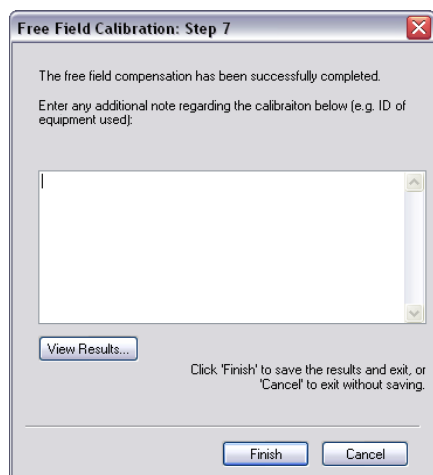 Free Field Calibration: Step 7
The free field compensation has been successfully completed.
Enter any additional note regarding the calibraiton below (e.g. ID of
equipment used):
View Results...
Click 'Finish' to save the results and exit, or
'Cancel' to exit without saving.
Finish Cancel